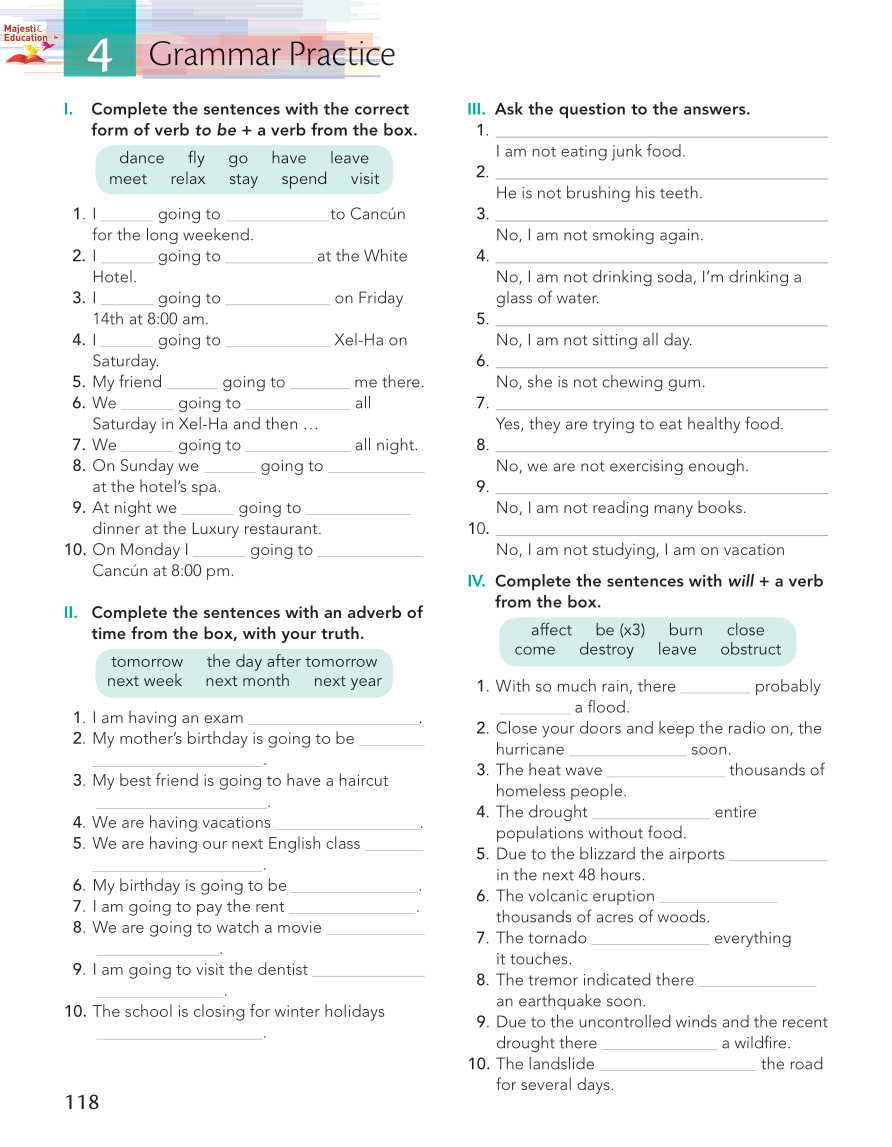 Majestic
Education
4 Grammar Practice
I. Complete the sentences with the correct
form of verb to be + a verb from the box.
dance fly go have leave
meet relax stay spend visit
1. I ______ going to ____________to Cancún
for the long weekend.
2. I ______ going to __________ at the White
Hotel.
3. I ______ going to ____________ on Friday
14th at 8:00 am.
4. I ______ going to ____________ Xel-Ha on
Saturday.
5. My friend ______ going to _______ me there.
6. We ______ going to ____________ all
Saturday in Xel-Ha and then …
7. We ______ going to ____________ all night.
8. On Sunday we ______ going to ___________
at the hotel’s spa.
9. At night we ______ going to ____________
dinner at the Luxury restaurant.
10. On Monday I ______ going to ____________
Cancún at 8:00 pm.
II. Complete the sentences with an adverb of
time from the box, with your truth.
tomorrow the day after tomorrow
next week next month next year
1. I am having an exam ____________________.
2. My mother’s birthday is going to be ________
____________________.
3. My best friend is going to have a haircut
____________________.
4. We are having vacations _________________.
5. We are having our next English class _______
____________________.
6. My birthday is going to be _______________.
7. I am going to pay the rent _______________.
8. We are going to watch a movie ___________
______________.
9. I am going to visit the dentist _____________
_______________.
10. The school is closing for winter holidays
____________________.
III. Ask the question to the answers.
1. ______________________________________
I am not eating junk food.
2. ______________________________________
He is not brushing his teeth.
3. ______________________________________
No, I am not smoking again.
4. ______________________________________
No, I am not drinking soda, I’m drinking a
glass of water.
5. ______________________________________
No, I am not sitting all day.
6. ______________________________________
No, she is not chewing gum.
7. ______________________________________
Yes, they are trying to eat healthy food.
8. ______________________________________
No, we are not exercising enough.
9. ______________________________________
No, I am not reading many books.
10. ______________________________________
No, I am not studying, I am on vacation
IV. Complete the sentences with will + a verb
from the box.
affect be (x3) burn close
come destroy leave obstruct
1. With so much rain, there ________ probably
________ a flood.
2. Close your doors and keep the radio on, the
hurricane ______________ soon.
3. The heat wave ______________ thousands of
homeless people.
4. The drought ______________ entire
populations without food.
5. Due to the blizzard the airports ____________
in the next 48 hours.
6. The volcanic eruption ______________
thousands of acres of woods.
7. The tornado ______________ everything
it touches.
8. The tremor indicated there ______________
an earthquake soon.
9. Due to the uncontrolled winds and the recent
drought there ______________ a wildfire.
10. The landslide ___________________ the road
for several days.
118